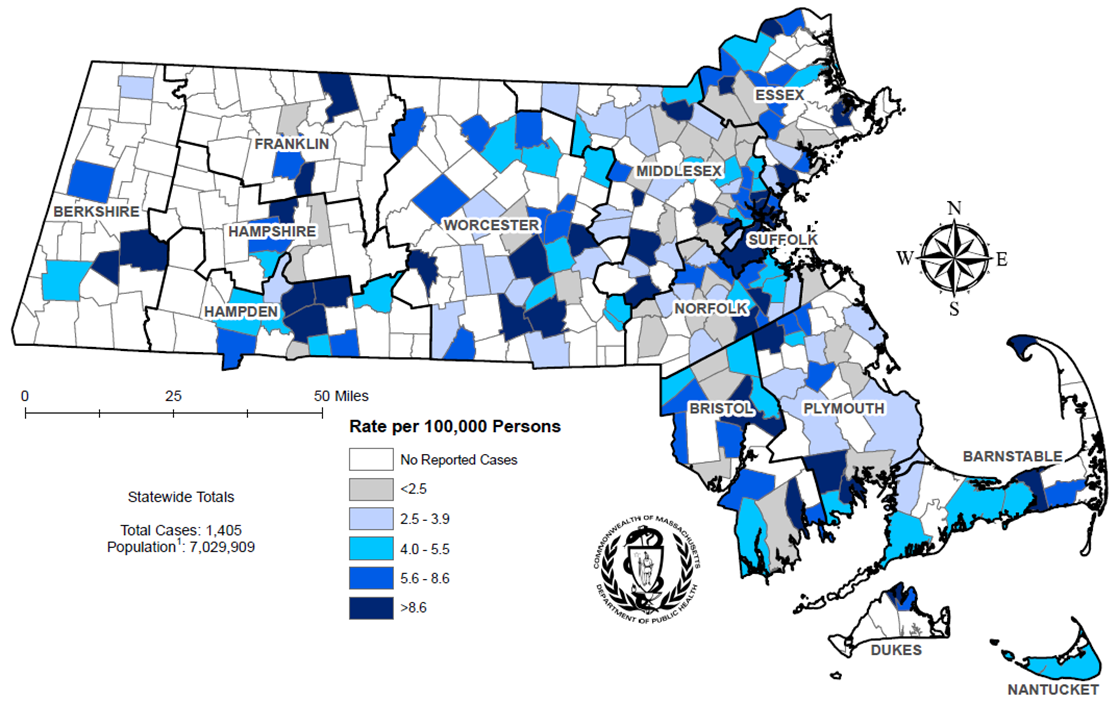 ESSEX
FRANKLIN
MIDDLESEX
BERKSHIRE
HAMPSHIRE
WORCESTER
SUFFOLK
HAMPDEN
NORFOLK
N
W E
S
0 25 50 Miles
BRISTOL
PLYMOUTH
BARNSTABLE
Rate per 100,000 Persons
No Reported Cases
<2.5
2.5 - 3.9
4.0 - 5.5
5.6 - 8.6
>8.6
Statewide Totals
Total Cases: 1,405
Population¹: 7,029,909
COMMONWEALTH OF MASSACHUSETTS
DEPARTMENT OF PUBLIC HEALTH
DUKES
NANTUCKET